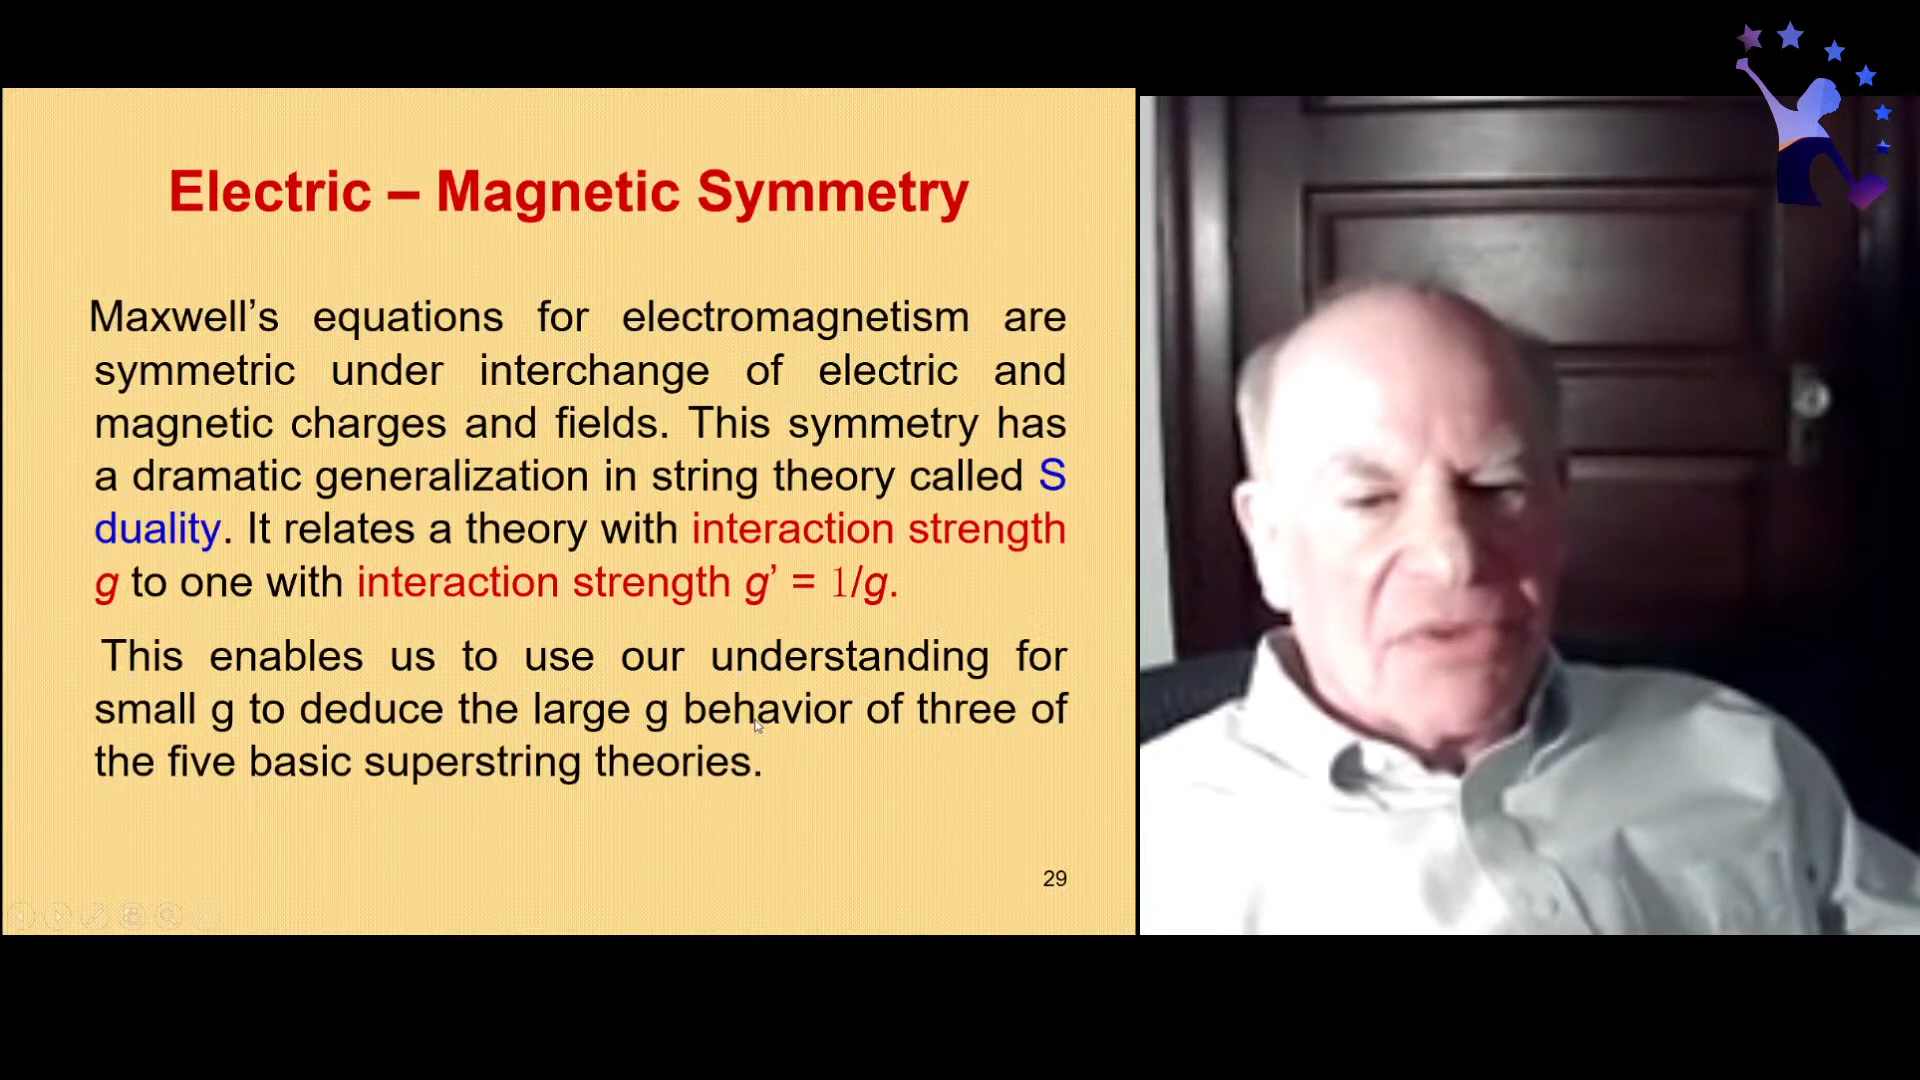 Electric – Magnetic Symmetry
Maxwell’s equations for electromagnetism are
symmetric under interchange of electric and
magnetic charges and fields. This symmetry has
a dramatic generalization in string theory called S
duality. It relates a theory with interaction strength
g to one with interaction strength g’ = 1/g.
This enables us to use our understanding for
small g to deduce the large g behavior of three of
the five basic superstring theories.
29